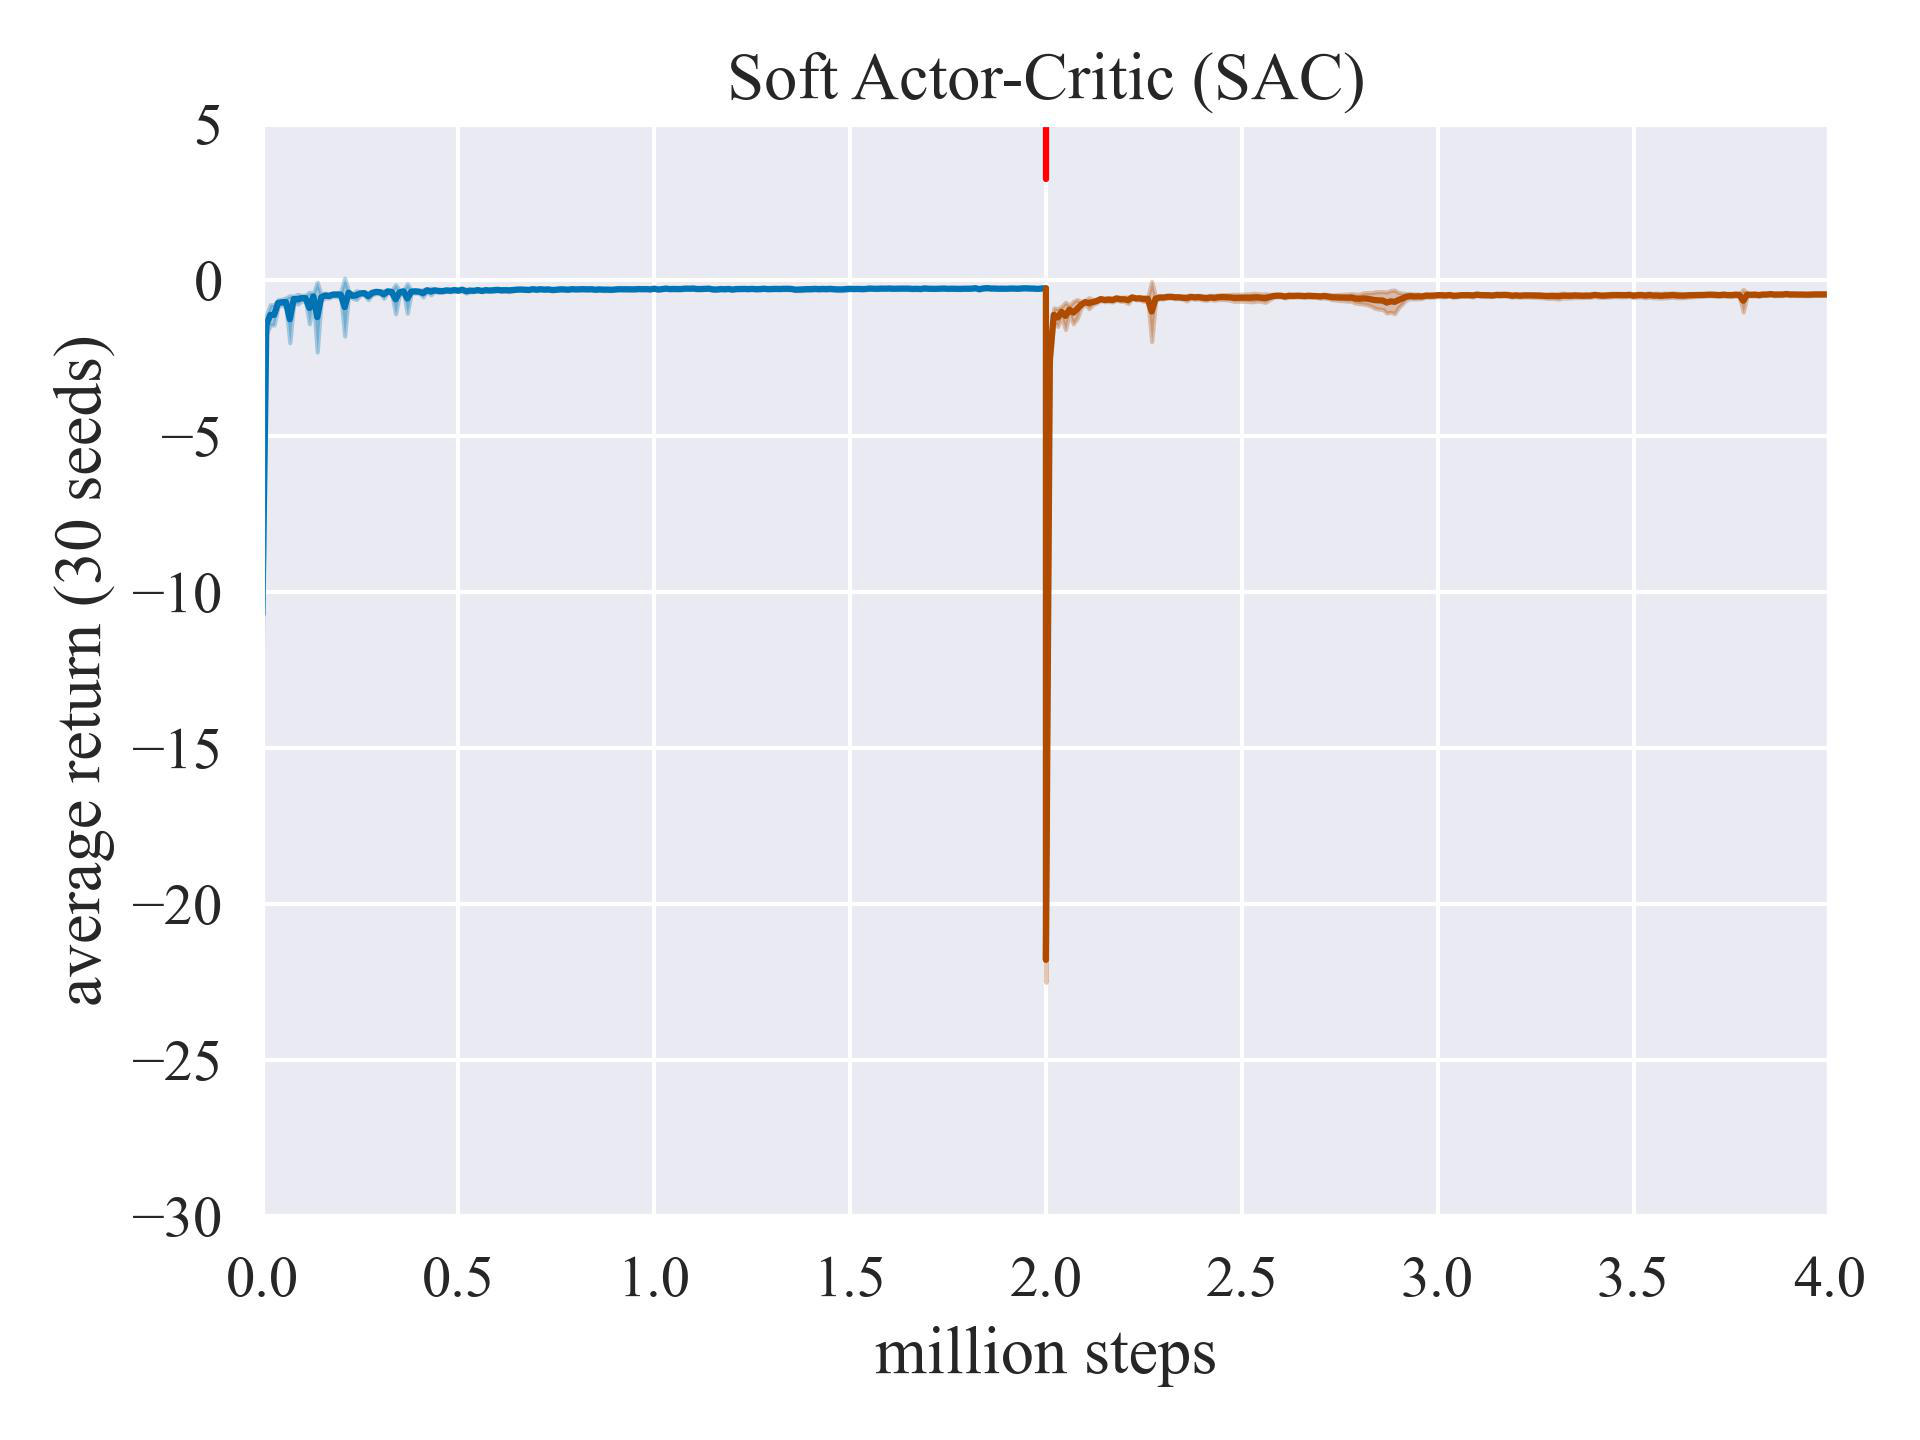 Soft Actor-Critic (SAC)
5
0
−5
−10
−15
−20
−25
−30
average return (30 seeds)
0.0 0.5 1.0 1.5 2.0 2.5 3.0 3.5 4.0
million steps